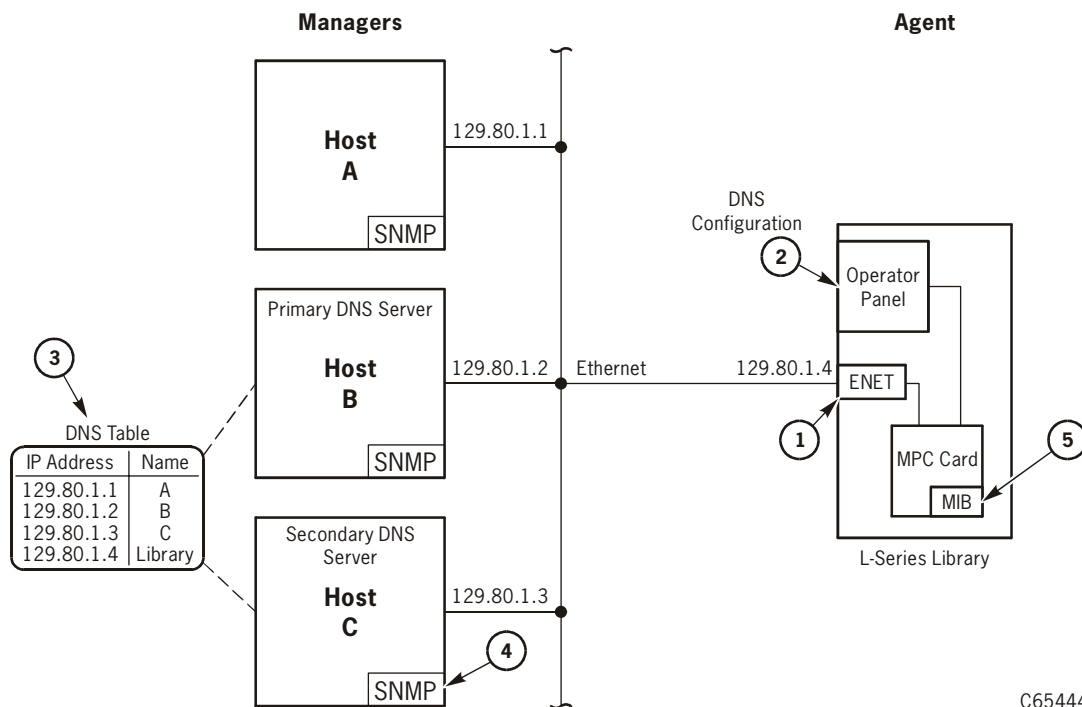 Managers
Agent
Host
A
129.80.1.1
SNMP
DNS
Configuration
2
Operator
Panel
Primary DNS Server
Host
B
129.80.1.2
Ethernet
129.80.1.4
ENET
1
SNMP
3
DNS Table
IP Address Name
129.80.1.1 A
129.80.1.2 B
129.80.1.3 C
129.80.1.4 Library
MPC Card
MIB
5
L-Series Library
Secondary DNS
Server
Host
C
129.80.1.3
4
SNMP
C65444